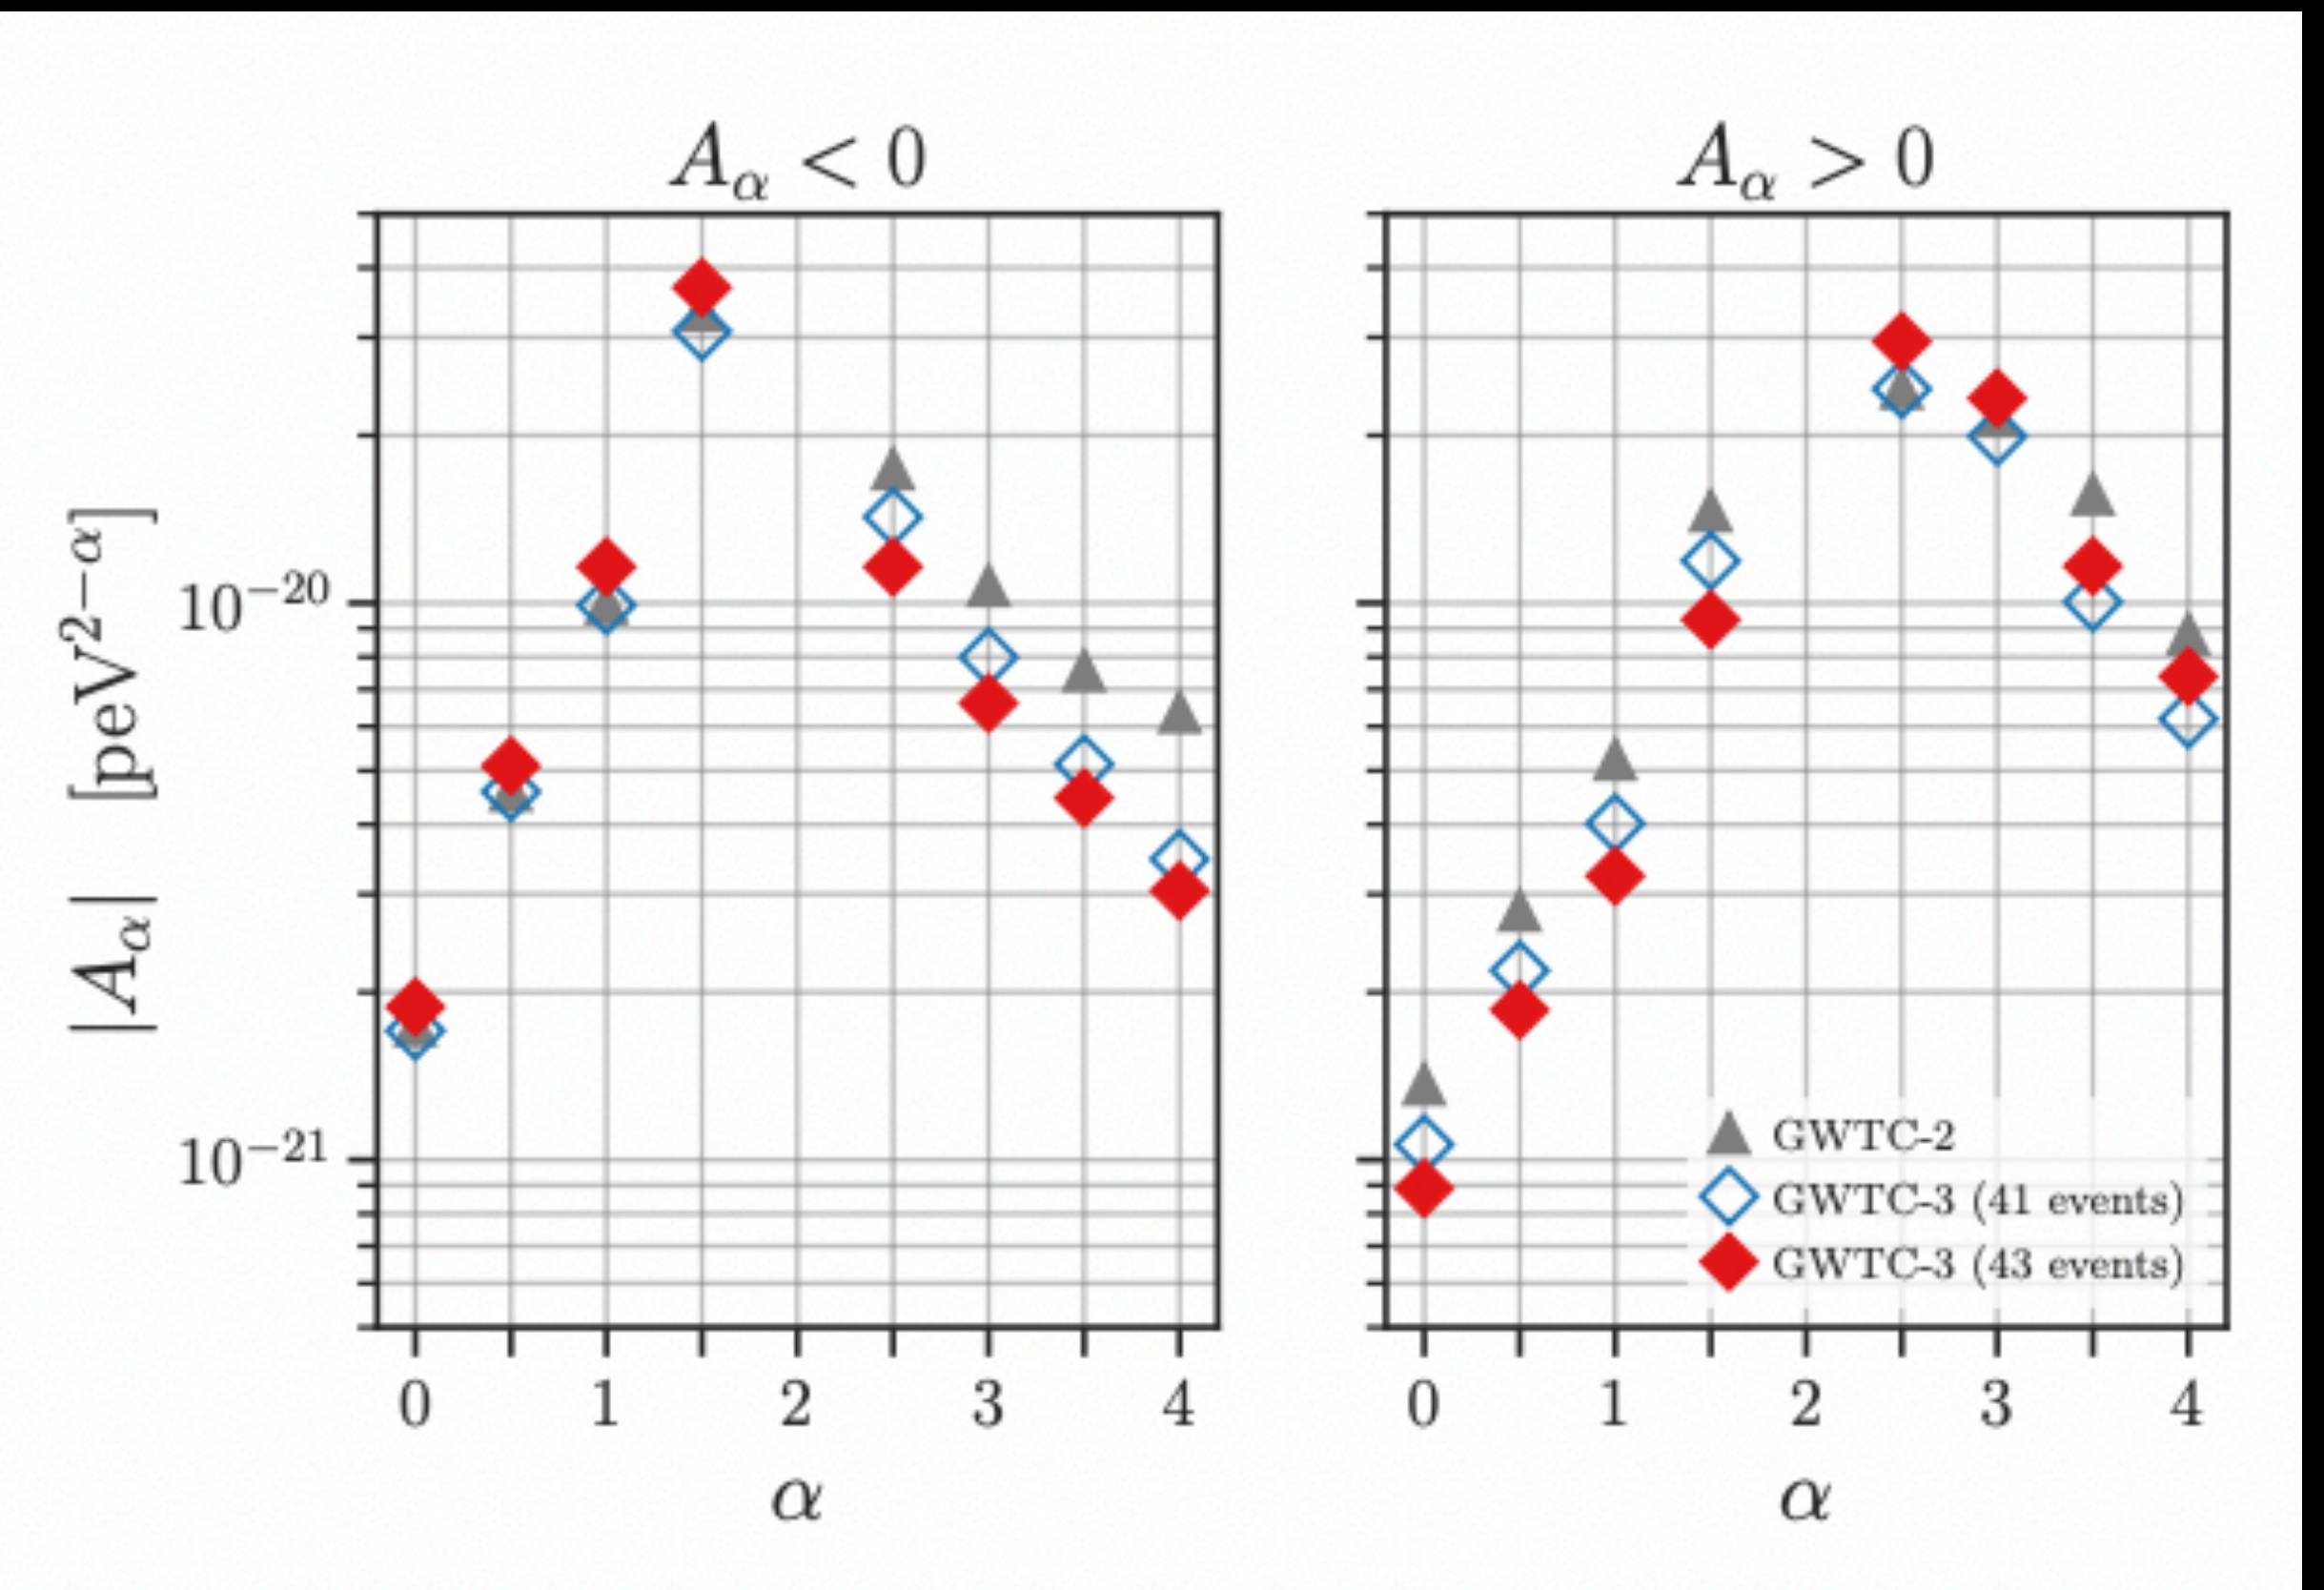 A_α < 0
A_α > 0
|A_α| [peV^{2−α}]
10^{−20}
10^{−21}
0 1 2 3 4
0 1 2 3 4
α
α
GWTC-2
GWTC-3 (41 events)
GWTC-3 (43 events)